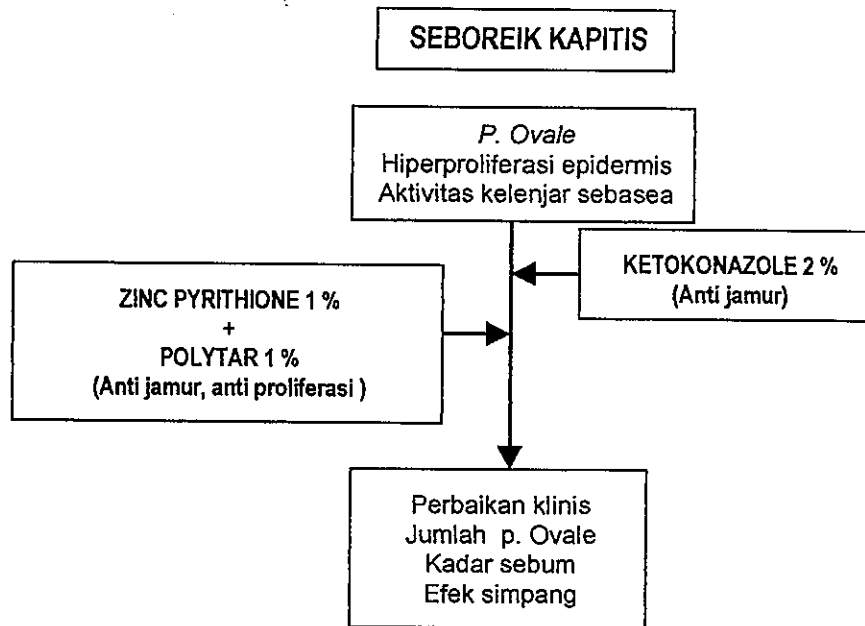 SEBOREIK KAPITIS
P. Ovale
Hiperproliferasi epidermis
Aktivitas kelenjar sebasea
KETOKONAZOLE 2 %
(Anti jamur)
ZINC PYRITHIONE 1 %
+
POLYTAR 1 %
(Anti jamur, anti proliferasi )
Perbaikan klinis
Jumlah p. Ovale
Kadar sebum
Efek simpang